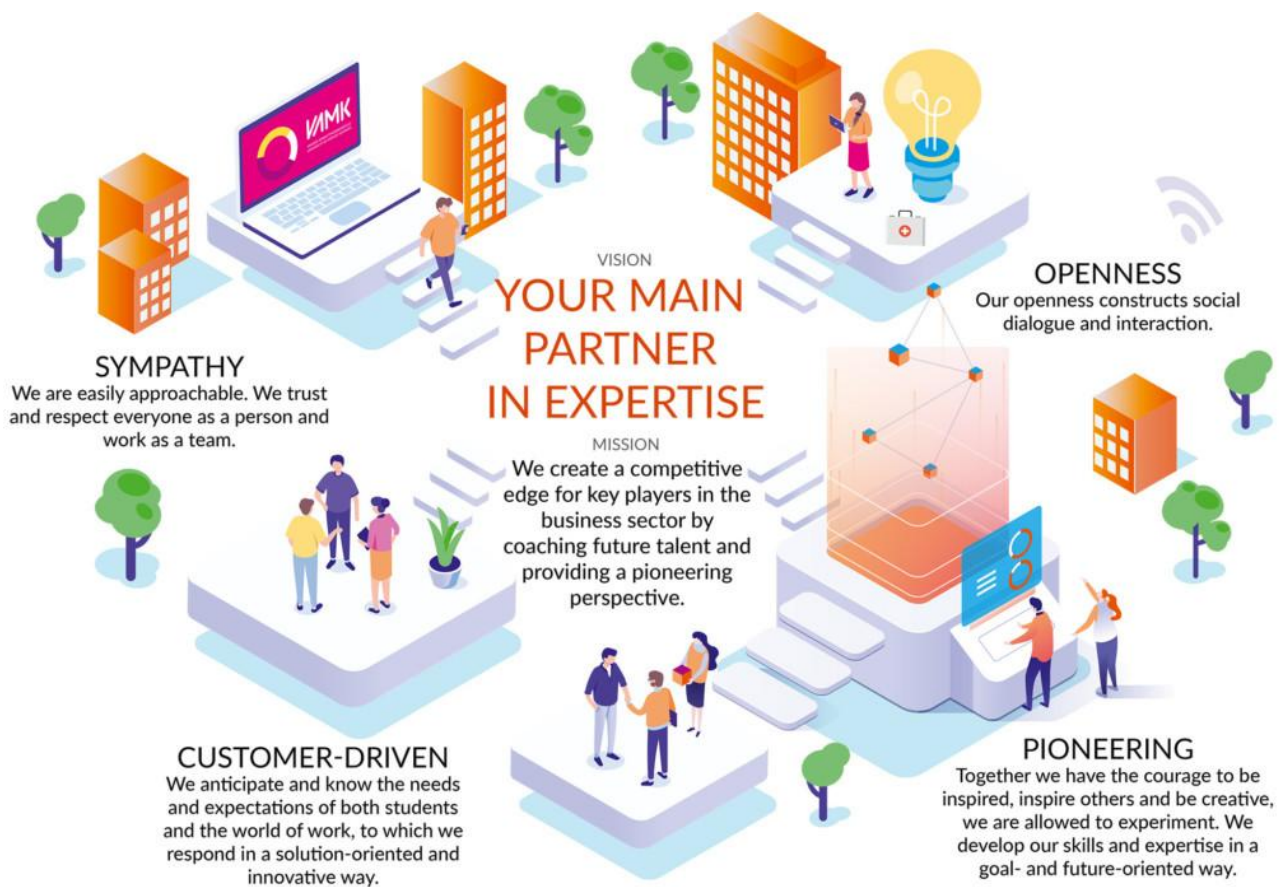 VAMK
VISION
YOUR MAIN
PARTNER
IN EXPERTISE
MISSION
We create a competitive
edge for key players in the
business sector by
coaching future talent and
providing a pioneering
perspective.
OPENNESS
Our openness constructs social
dialogue and interaction.
SYMPATHY
We are easily approachable. We trust
and respect everyone as a person and
work as a team.
CUSTOMER-DRIVEN
We anticipate and know the needs
and expectations of both students
and the world of work, to which we
respond in a solution-oriented and
innovative way.
PIONEERING
Together we have the courage to be
inspired, inspire others and be creative,
we are allowed to experiment. We
develop our skills and expertise in a
goal- and future-oriented way.